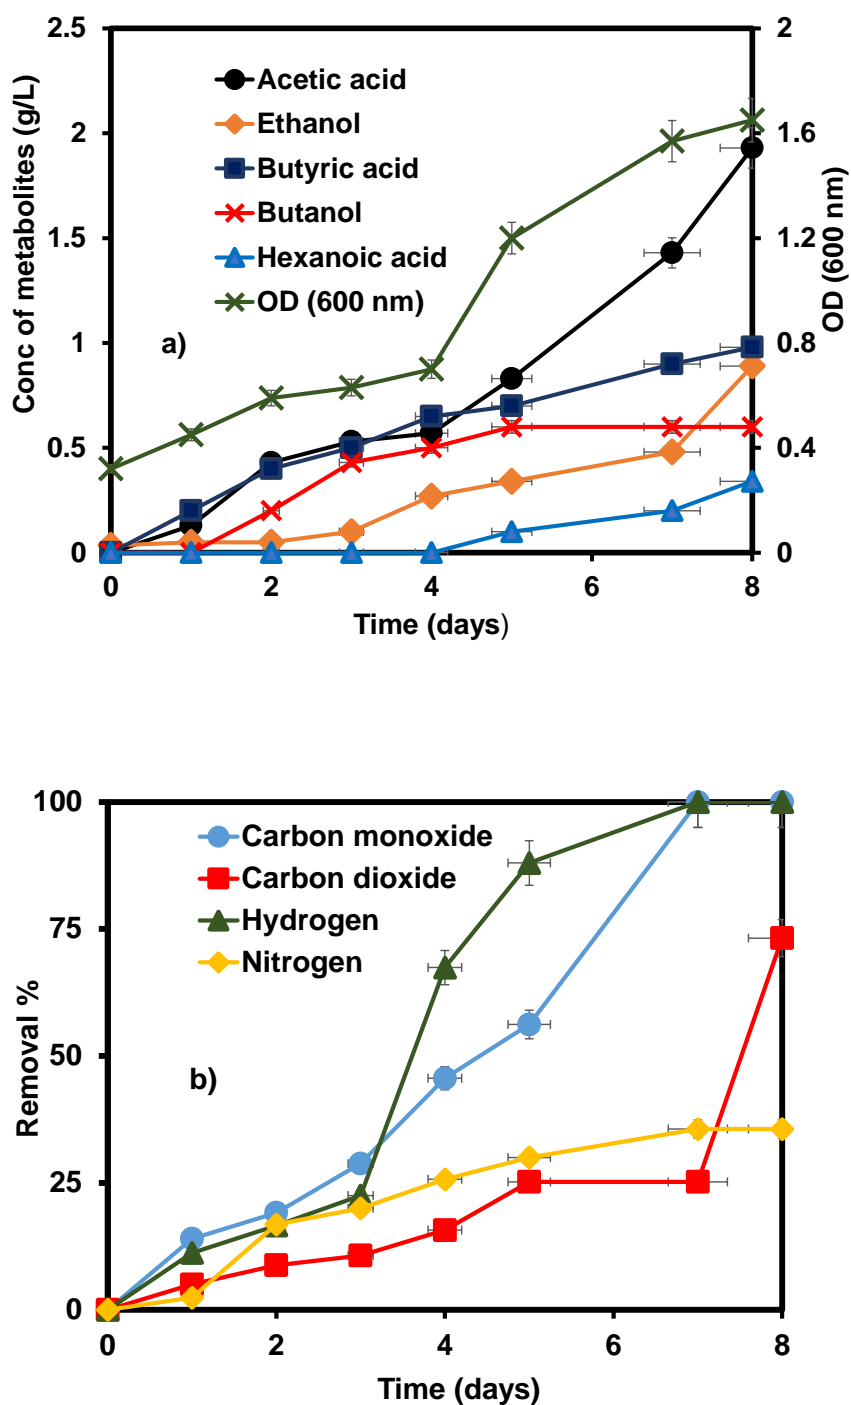 2.5
2
1.5
1
0.5
0
Conc of metabolites (g/L)
Acetic acid
Ethanol
Butyric acid
Butanol
Hexanoic acid
OD (600 nm)
a)
2
1.6
1.2
0.8
0.4
0
OD (600 nm)
0 2 4 6 8
Time (days)
100
75
50
25
0
Removal %
Carbon monoxide
Carbon dioxide
Hydrogen
Nitrogen
b)
0 2 4 6 8
Time (days)